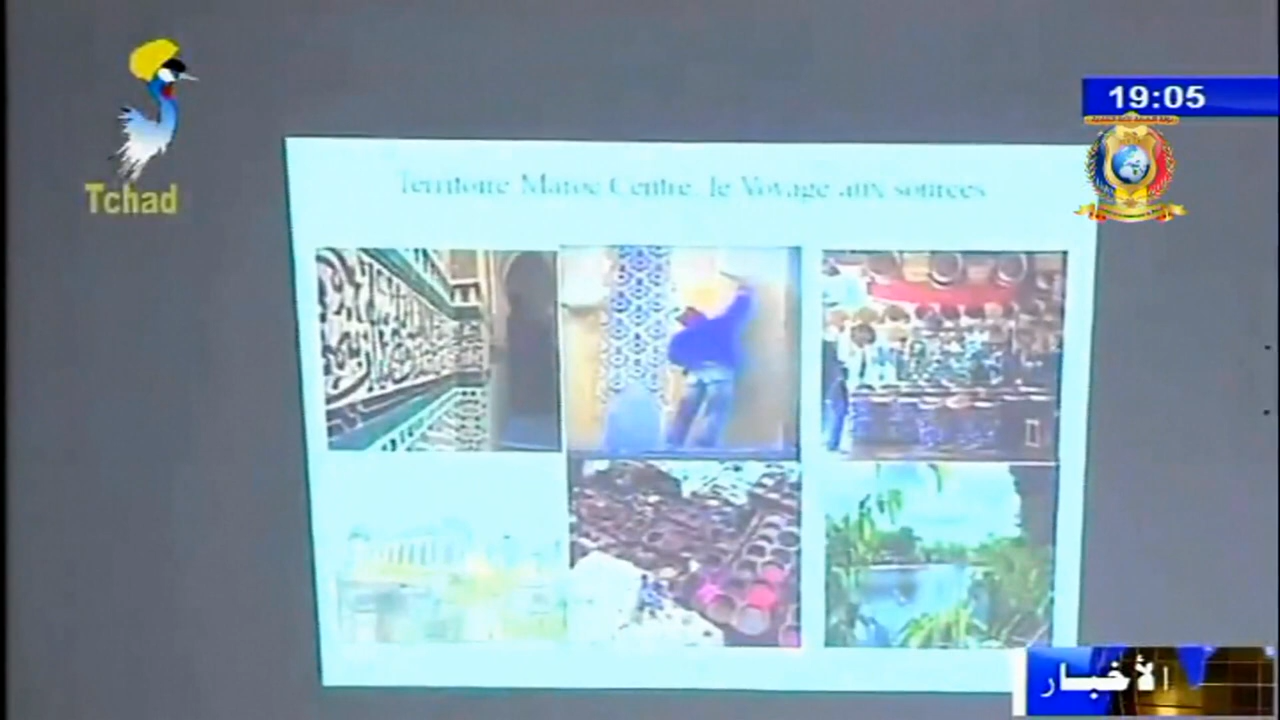 19:05
Tchad
Territoire Maroc Centre, le Voyage aux sources
الأخبار